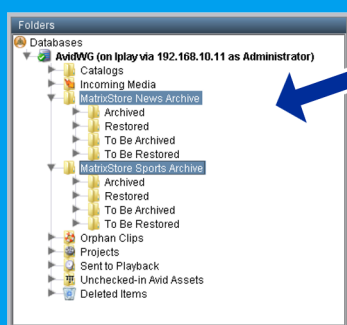 Folders
Databases
AvidWG (on Iplay via 192.168.10.11 as Administrator)
Catalogs
Incoming Media
MatrixStore News Archive
Archived
Restored
To Be Archived
To Be Restored
MatrixStore Sports Archive
Archived
Restored
To Be Archived
To Be Restored
Orphan Clips
Projects
Sent to Playback
Unchecked-in Avid Assets
Deleted Items